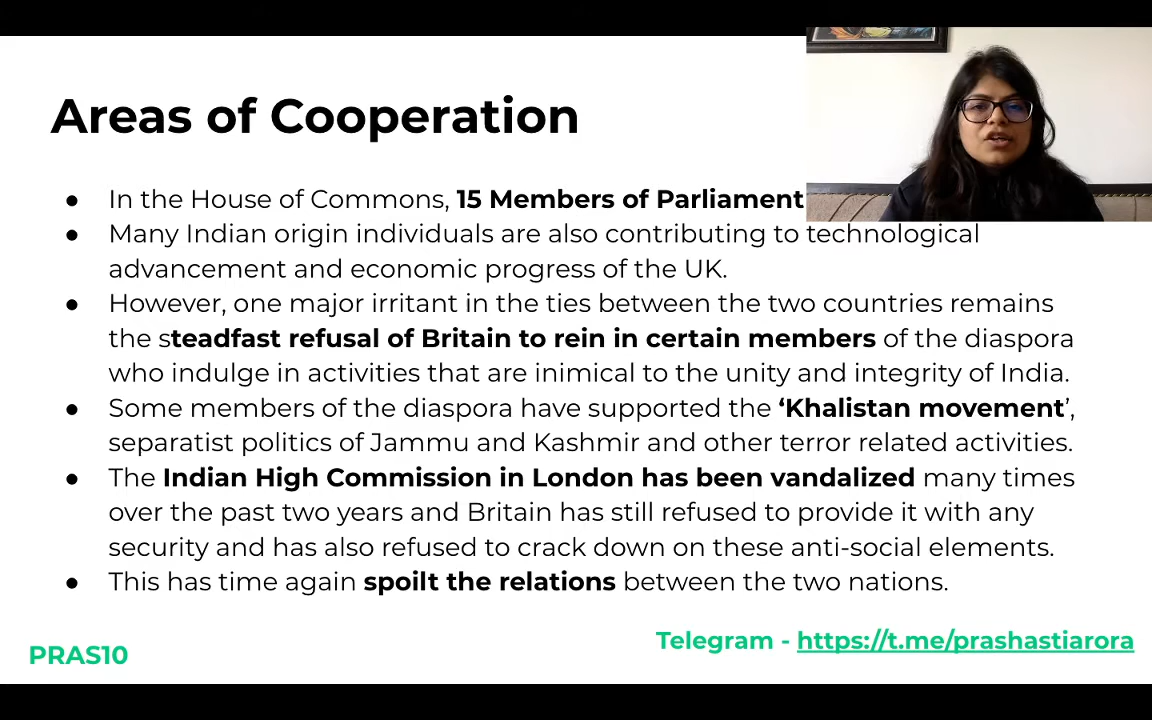 Areas of Cooperation
● In the House of Commons, 15 Members of Parliament
● Many Indian origin individuals are also contributing to technological
advancement and economic progress of the UK.
● However, one major irritant in the ties between the two countries remains
the steadfast refusal of Britain to rein in certain members of the diaspora
who indulge in activities that are inimical to the unity and integrity of India.
● Some members of the diaspora have supported the ‘Khalistan movement’,
separatist politics of Jammu and Kashmir and other terror related activities.
● The Indian High Commission in London has been vandalized many times
over the past two years and Britain has still refused to provide it with any
security and has also refused to crack down on these anti-social elements.
● This has time again spoilt the relations between the two nations.
Telegram - https://t.me/prashastiarora
PRAS10